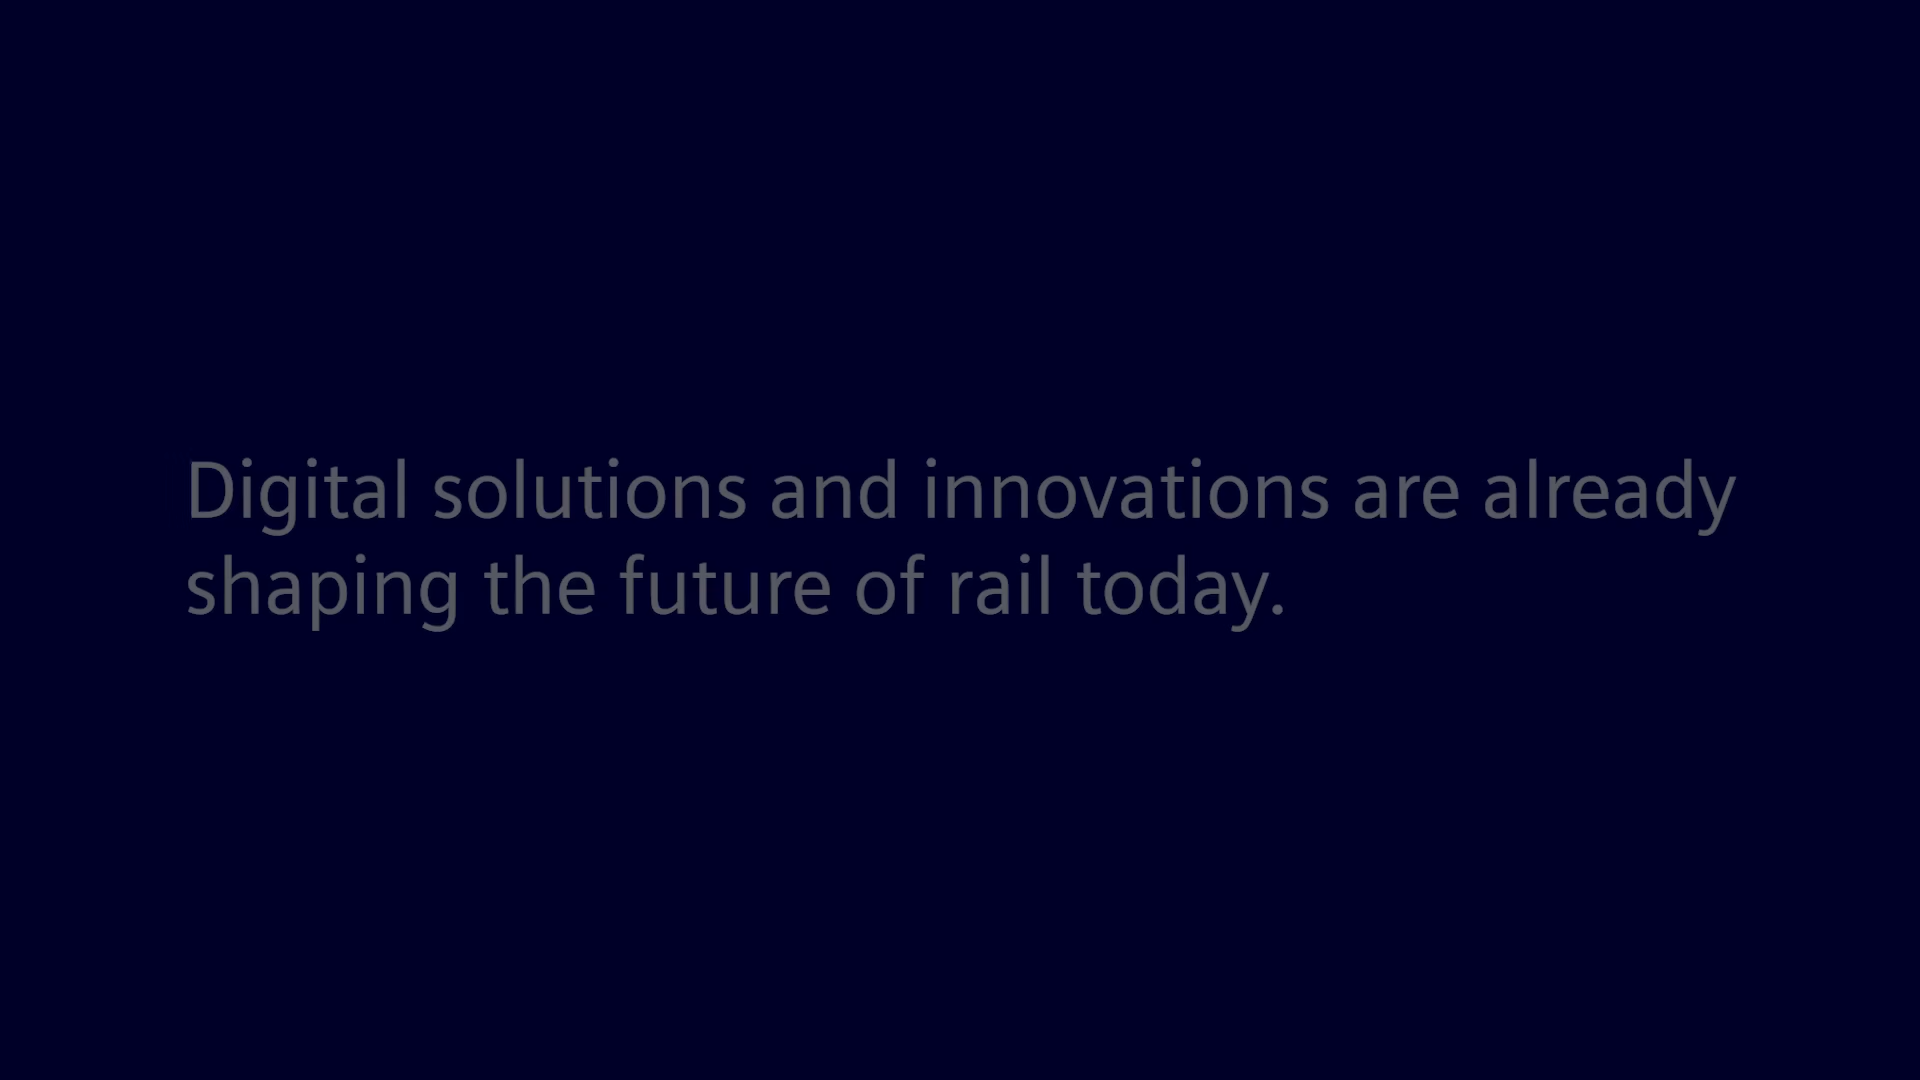 Digital solutions and innovations are already
shaping the future of rail today.